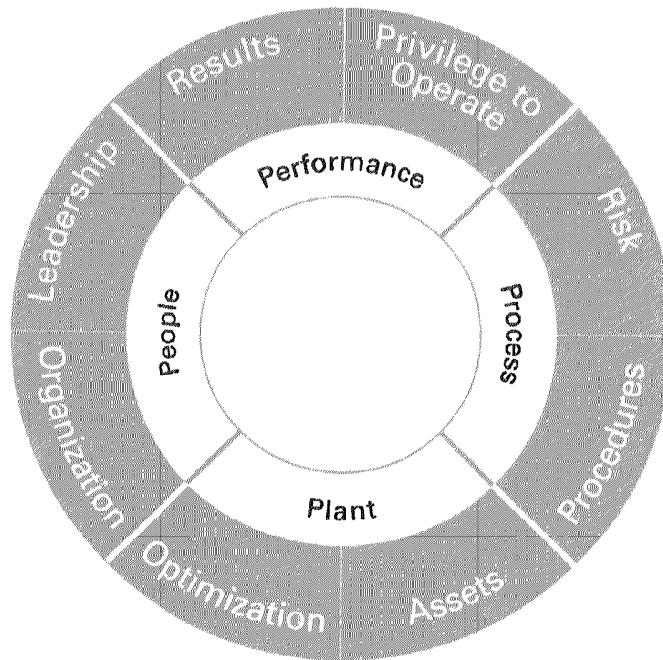 Results
Privilege to
Operate
Risk
Procedures
Assets
Optimization
Organization
Leadership
Performance
Process
Plant
People